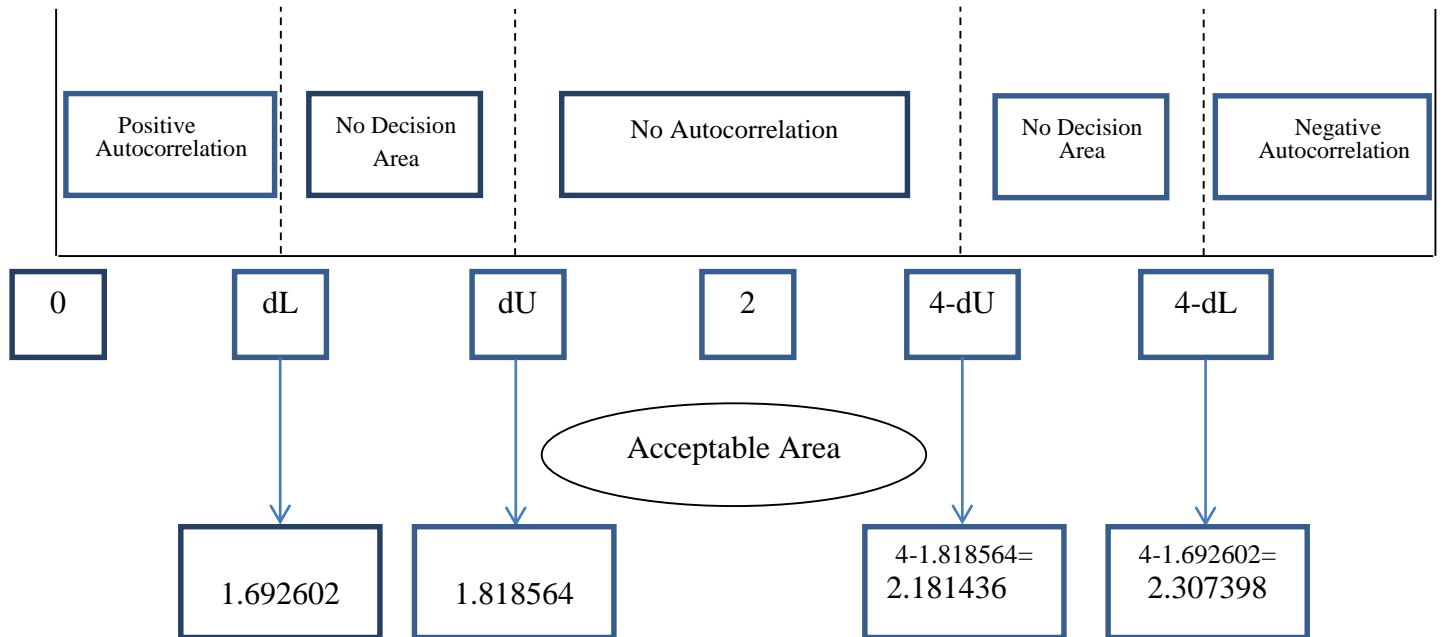 Positive
Autocorrelation
No Decision
Area
No Autocorrelation
No Decision
Area
Negative
Autocorrelation
0
dL
dU
2
4-dU
4-dL
Acceptable Area
1.692602
1.818564
4-1.818564=
2.181436
4-1.692602=
2.307398